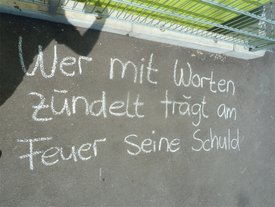 Wer mit Worten
zündelt trägt am
Feuer seine Schuld